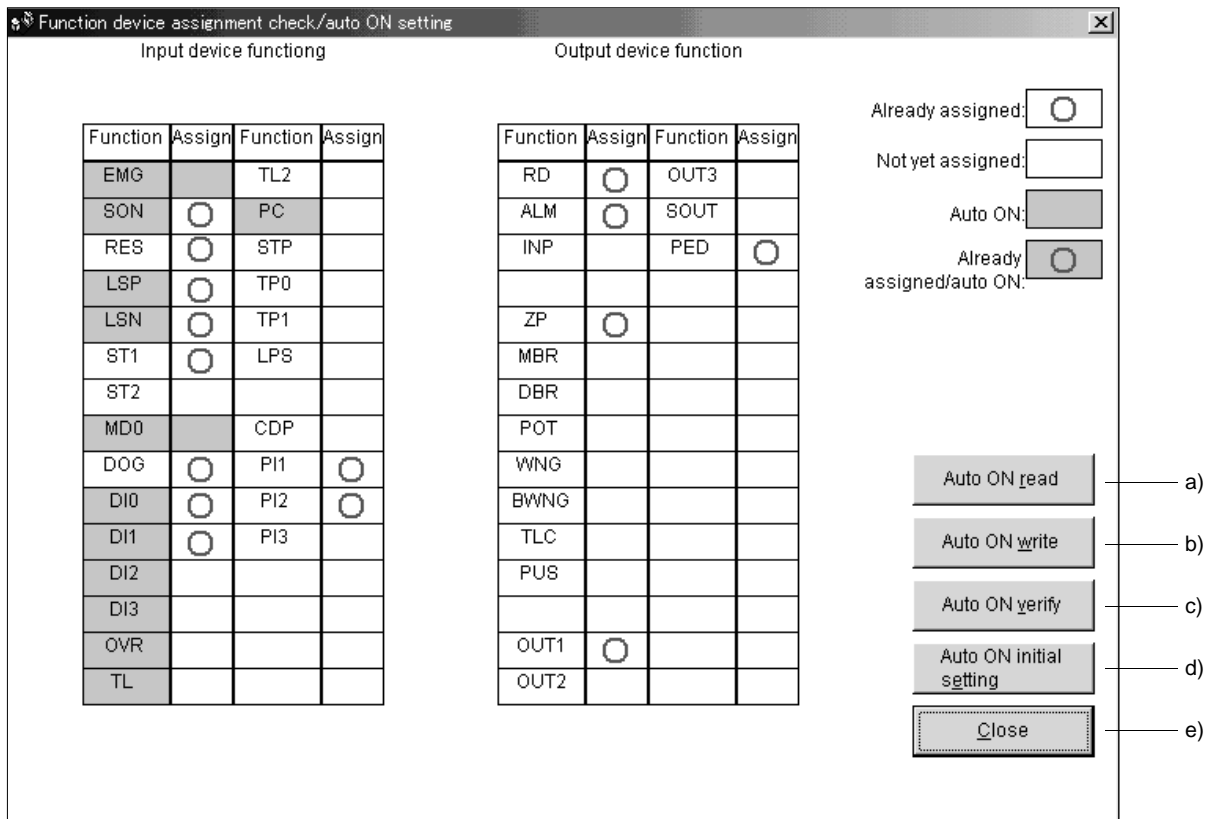 Function device assignment check/auto ON setting
Input device functiong
Output device function
Already assigned:
Not yet assigned:
Auto ON:
Already
assigned/auto ON:
Function Assign Function Assign
EMG TL2
SON PC
RES STP
LSP TP0
LSN TP1
ST1 LPS
ST2
MD0 CDP
DOG PI1
DI0 PI2
DI1 PI3
DI2
DI3
OVR
TL
Function Assign Function Assign
RD OUT3
ALM SOUT
INP PED
ZP
MBR
DBR
POT
WNG
BWNG
TLC
PUS
OUT1
OUT2
Auto ON read a)
Auto ON write b)
Auto ON verify c)
Auto ON initial
setting d)
Close e)